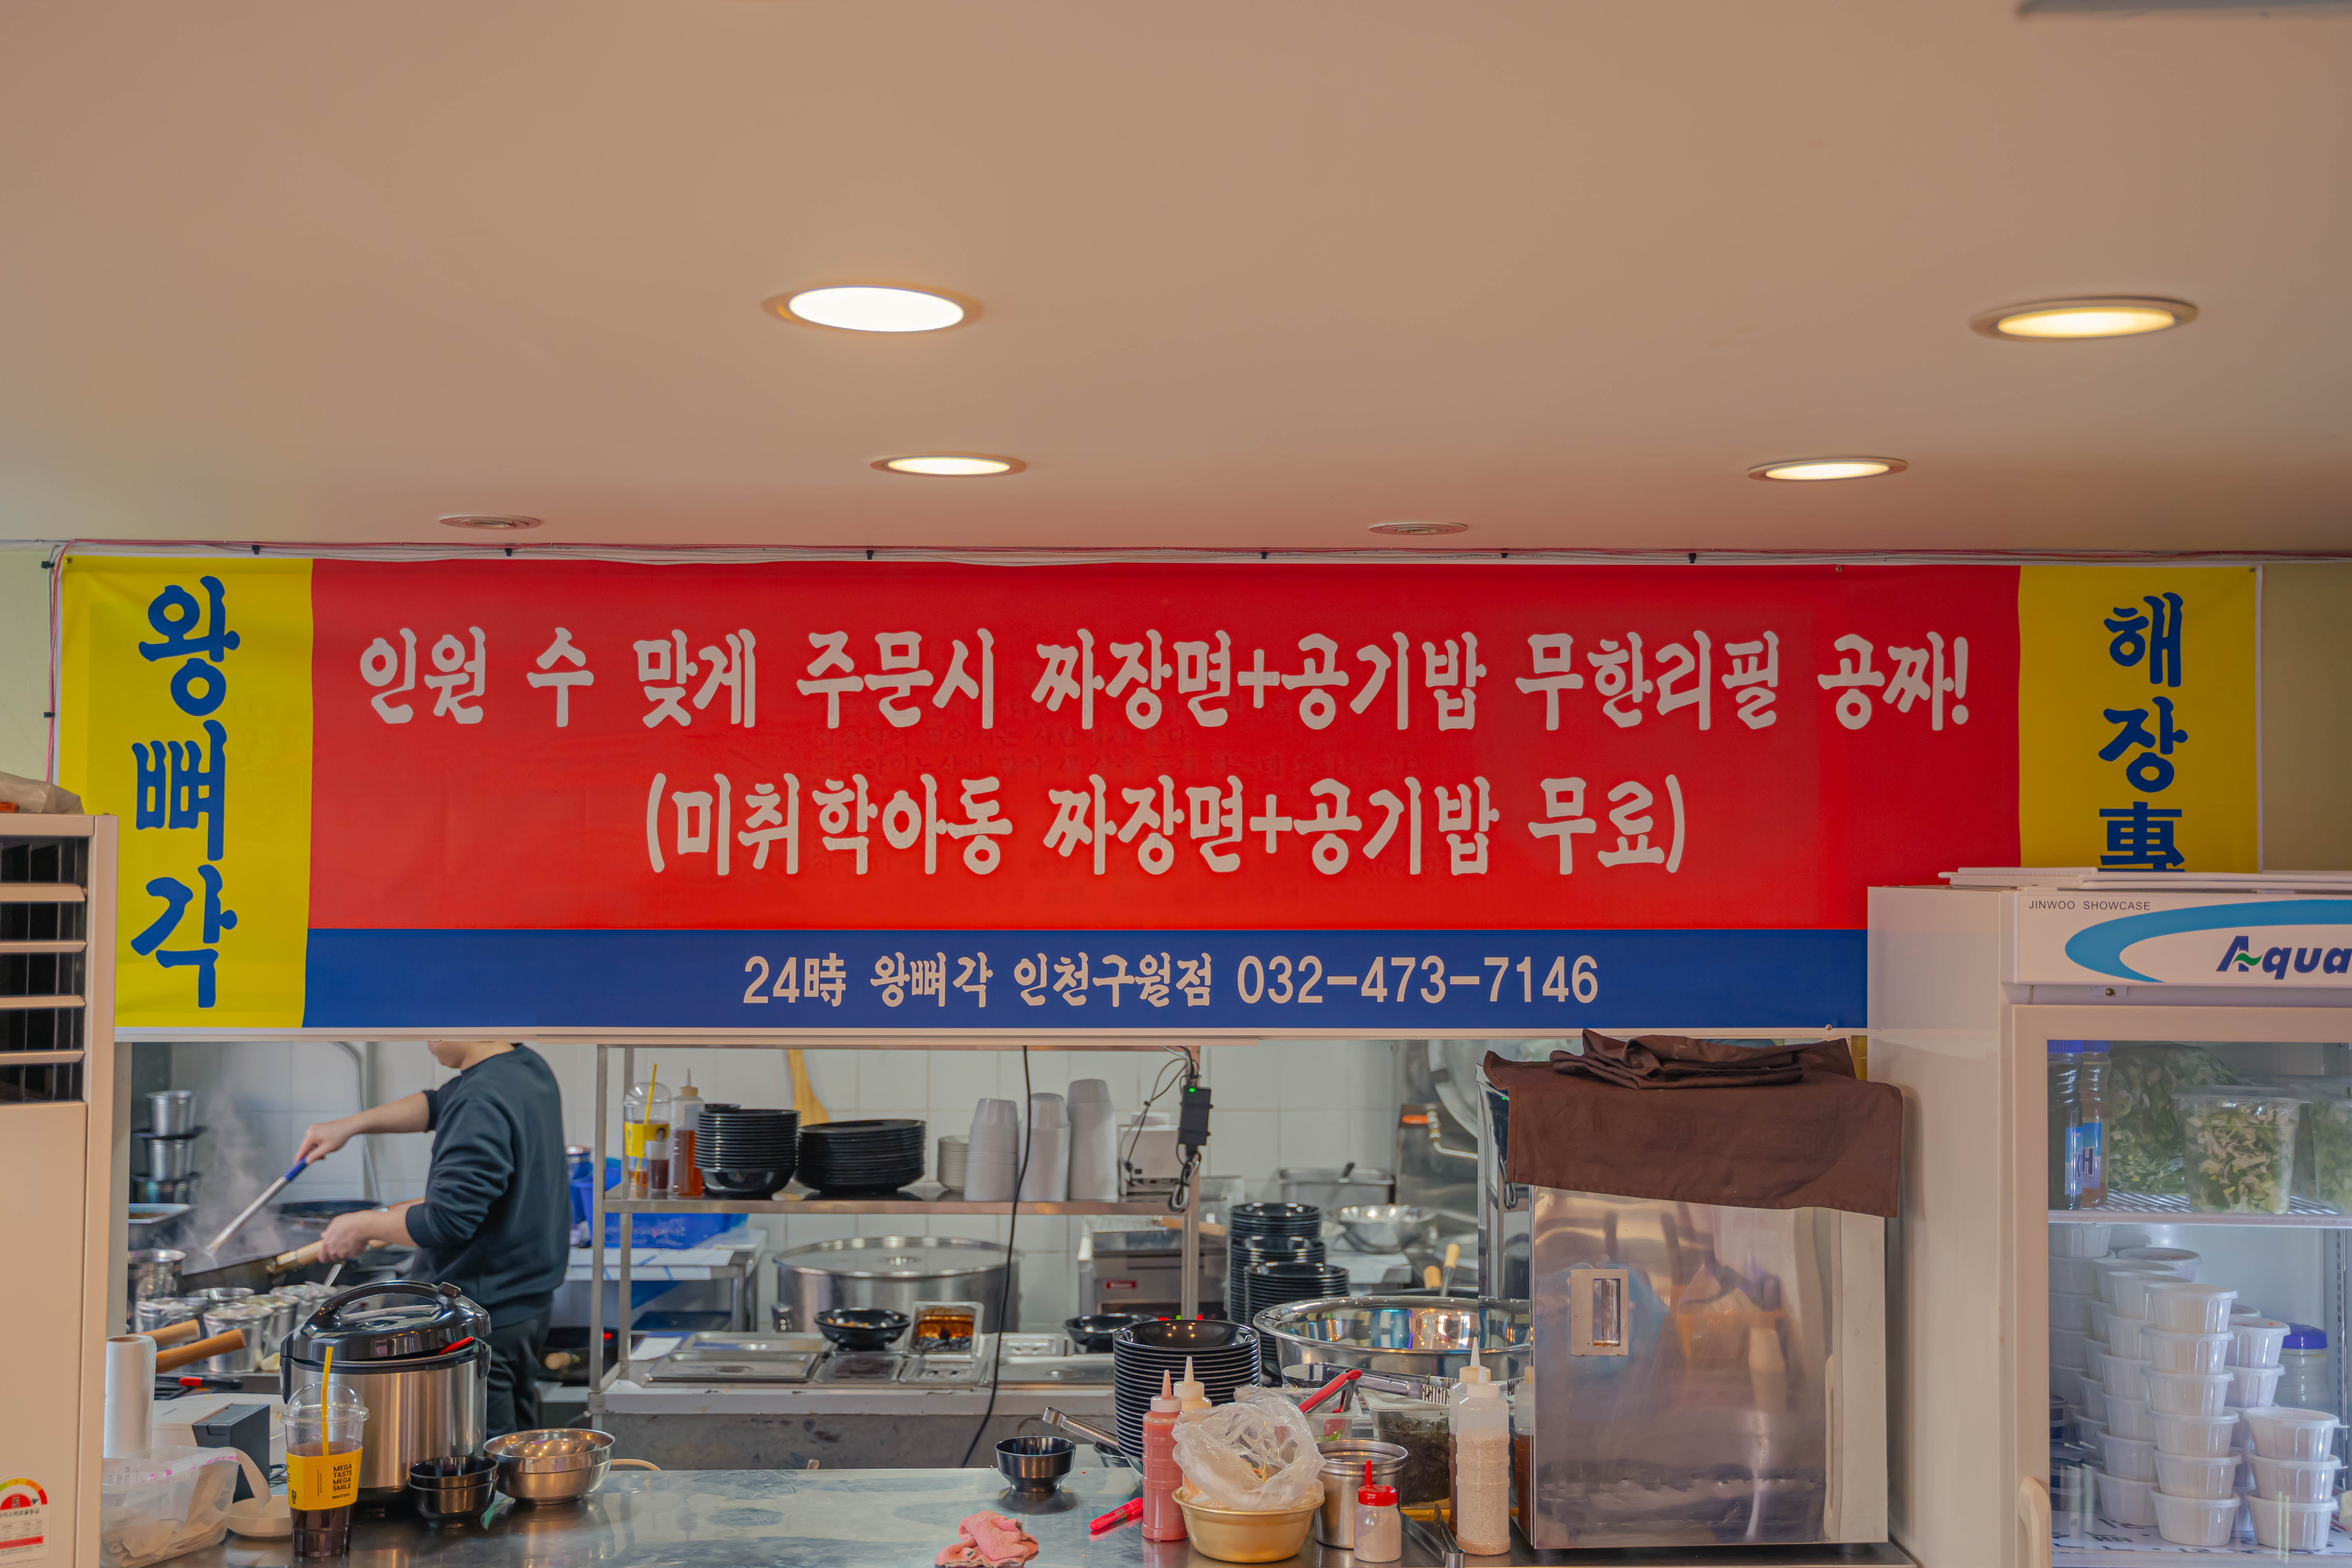 왕뼈각
인원 수 맞게 주문시 짜장면+공기밥 무한리필 공짜!
(미취학아동 짜장면+공기밥 무료)
24時 왕뼈각 인천구월점 032-473-7146
해장專
JINWOO SHOWCASE
Aqua
MEGA
TASTE
MEGA
SMILE